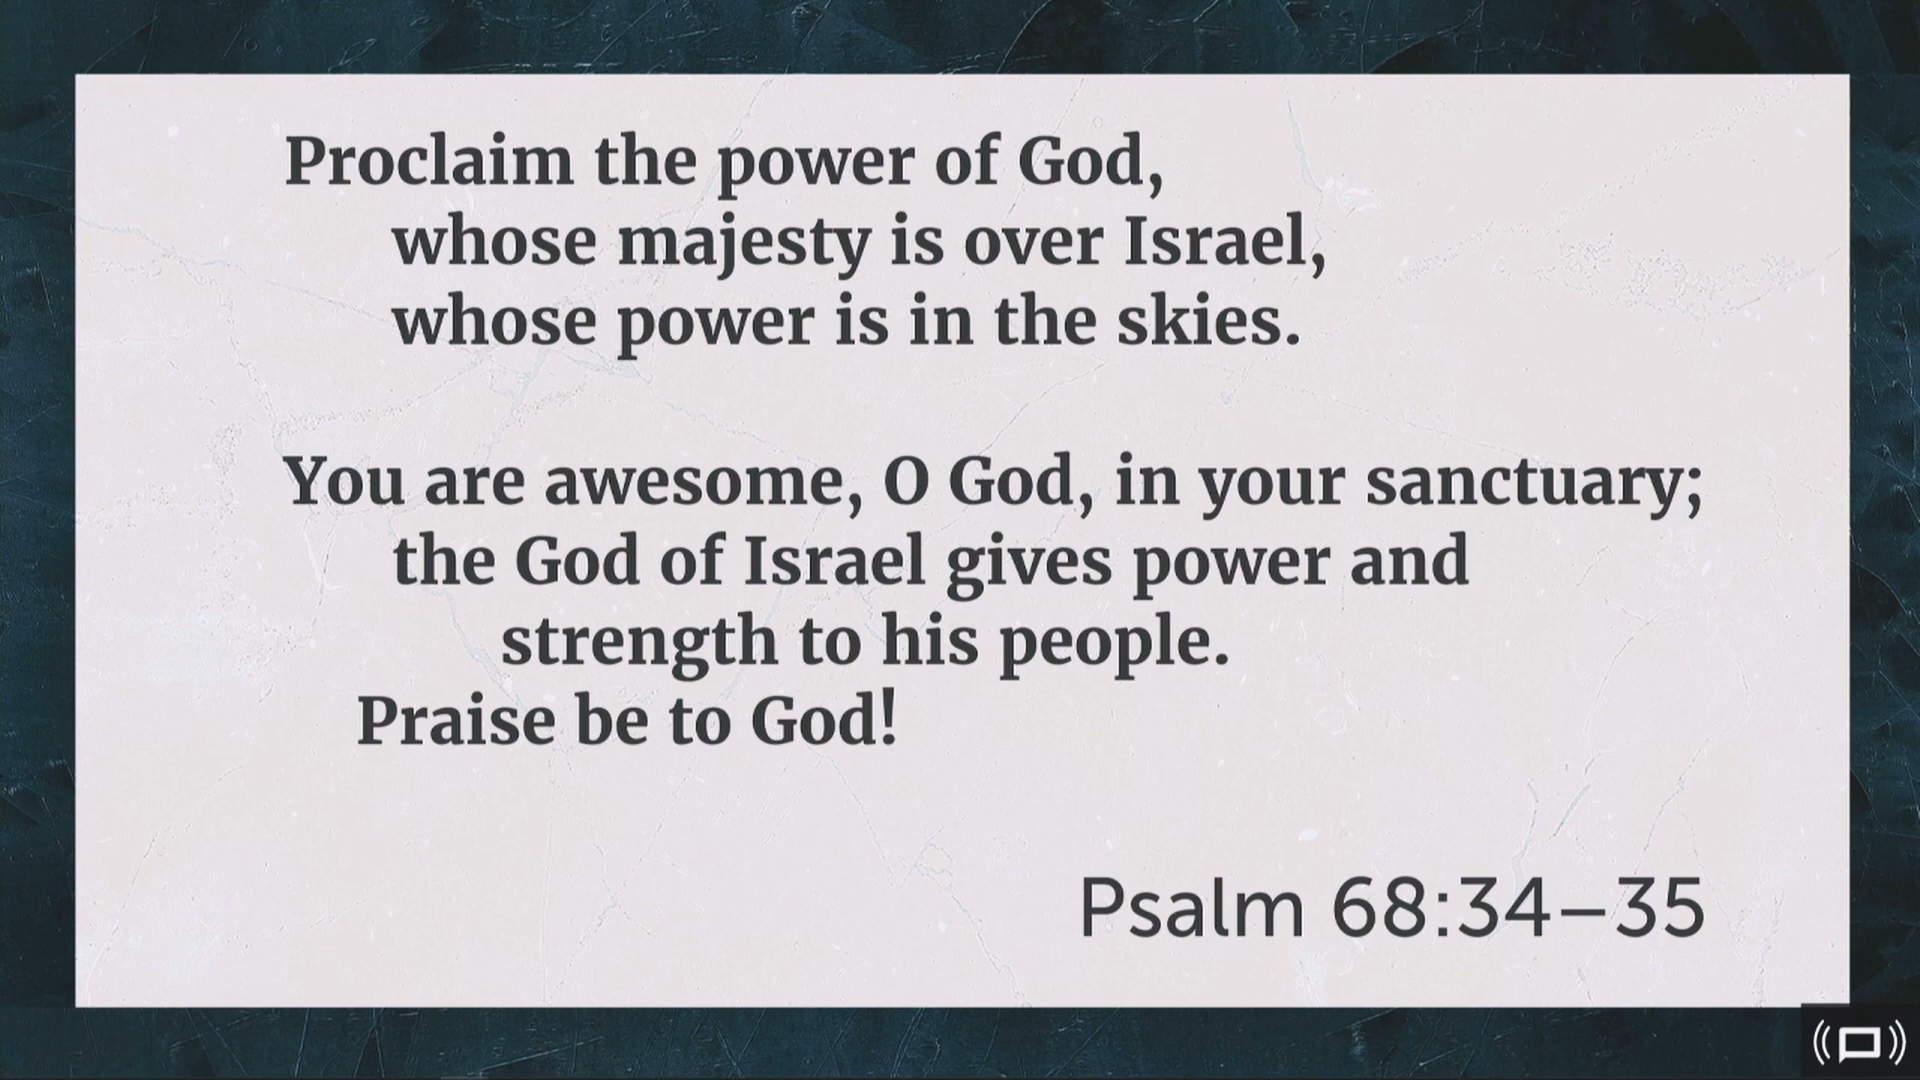 Proclaim the power of God,
whose majesty is over Israel,
whose power is in the skies.
You are awesome, O God, in your sanctuary;
the God of Israel gives power and
strength to his people.
Praise be to God!
Psalm 68:34–35